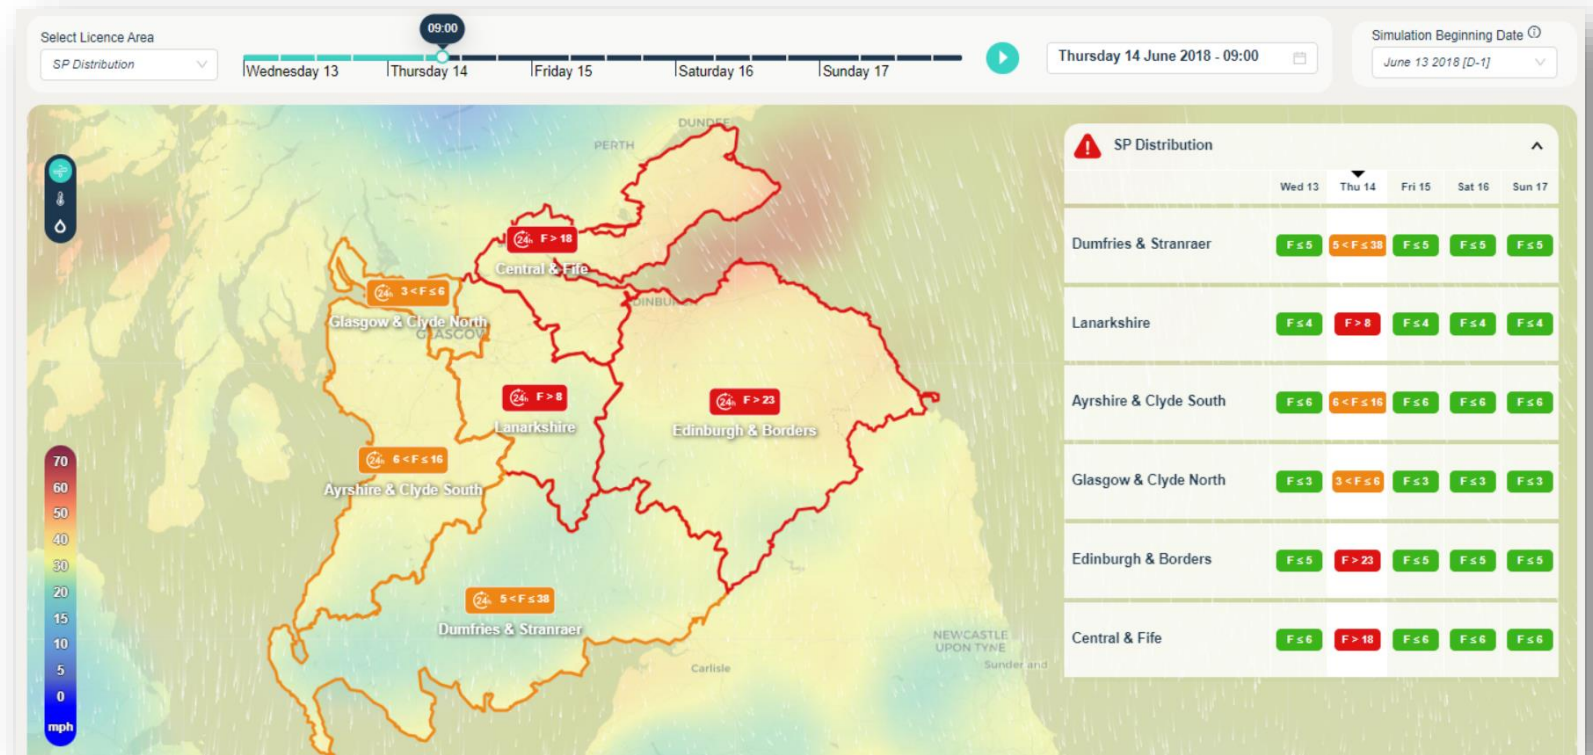 Select Licence Area
SP Distribution
09:00
Wednesday 13
Thursday 14
Friday 15
Saturday 16
Sunday 17
Thursday 14 June 2018 - 09:00
Simulation Beginning Date
June 13 2018 [D-1]
DUNDEE
PERTH
24h F > 18
Central & Fife
24h 3 < F ≤ 6
Glasgow & Clyde North
GLASGOW
EDINBURGH
24h F > 8
Lanarkshire
24h F > 23
Edinburgh & Borders
24h 6 < F ≤ 16
Ayrshire & Clyde South
24h 5 < F ≤ 38
Dumfries & Stranraer
NEWCASTLE
UPON TYNE
Sunderland
Carlisle
70
60
50
40
30
20
15
10
5
0
mph
SP Distribution
Wed 13 Thu 14 Fri 15 Sat 16 Sun 17
Dumfries & Stranraer F ≤ 5 5 < F ≤ 38 F ≤ 5 F ≤ 5 F ≤ 5
Lanarkshire F ≤ 4 F > 8 F ≤ 4 F ≤ 4 F ≤ 4
Ayrshire & Clyde South F ≤ 6 6 < F ≤ 16 F ≤ 6 F ≤ 6 F ≤ 6
Glasgow & Clyde North F ≤ 3 3 < F ≤ 6 F ≤ 3 F ≤ 3 F ≤ 3
Edinburgh & Borders F ≤ 5 F > 23 F ≤ 5 F ≤ 5 F ≤ 5
Central & Fife F ≤ 6 F > 18 F ≤ 6 F ≤ 6 F ≤ 6